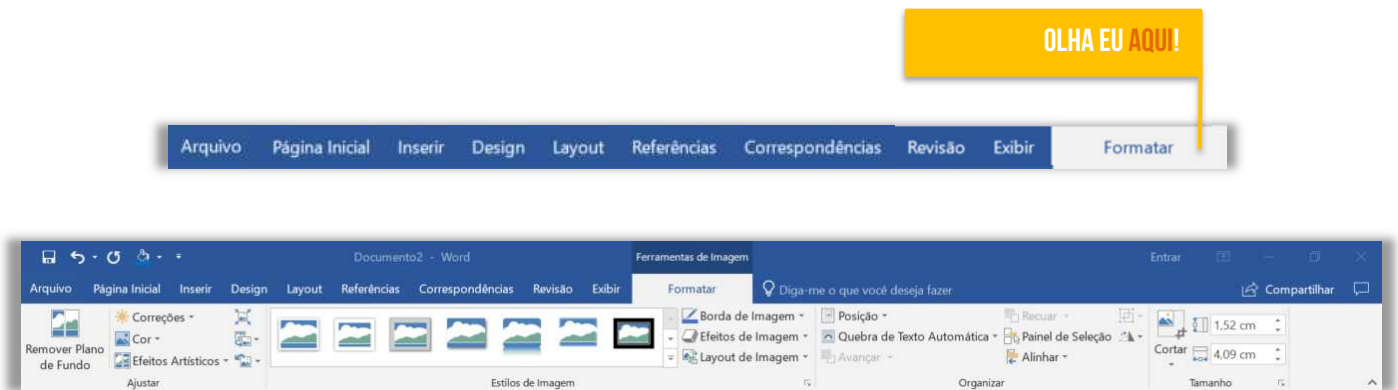 OLHA EU AQUI!
Arquivo Página Inicial Inserir Design Layout Referências Correspondências Revisão Exibir Formatar
Documento2 - Word Ferramentas de Imagem Entrar
Arquivo Página Inicial Inserir Design Layout Referências Correspondências Revisão Exibir Formatar Diga-me o que você deseja fazer Compartilhar
Remover Plano de Fundo
Correções
Cor
Efeitos Artísticos
Ajustar
Estilos de Imagem
Borda de Imagem
Efeitos de Imagem
Layout de Imagem
Posição
Quebra de Texto Automática
Avançar
Recuar
Painel de Seleção
Alinhar
Organizar
Cortar
1,52 cm
4,09 cm
Tamanho